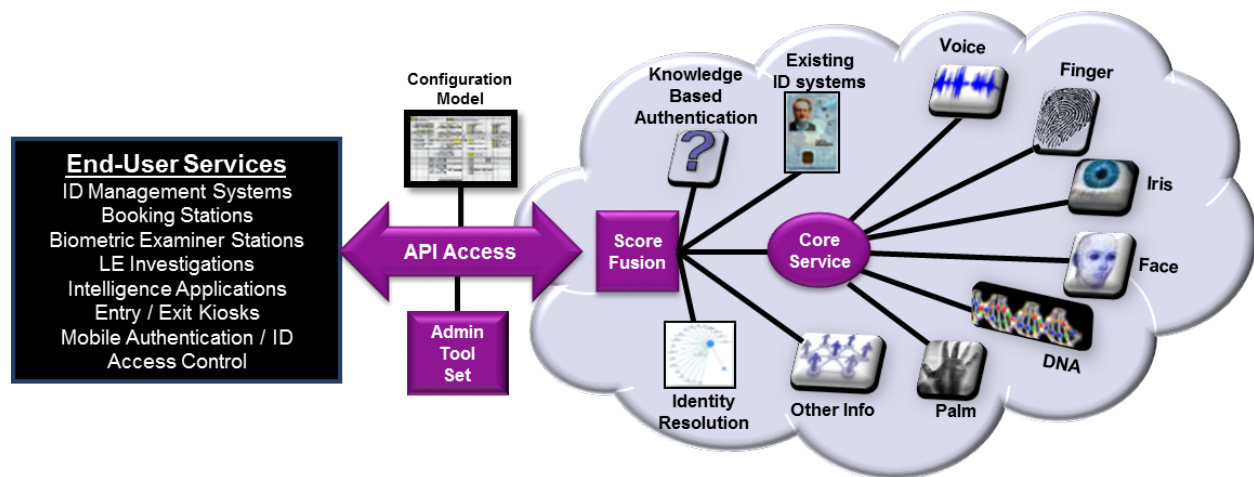 End-User Services
ID Management Systems
Booking Stations
Biometric Examiner Stations
LE Investigations
Intelligence Applications
Entry / Exit Kiosks
Mobile Authentication / ID
Access Control
Configuration
Model
API Access
Admin
Tool
Set
Score
Fusion
Knowledge
Based
Authentication
Existing
ID systems
Core
Service
Voice
Finger
Iris
Face
DNA
Palm
Other Info
Identity
Resolution